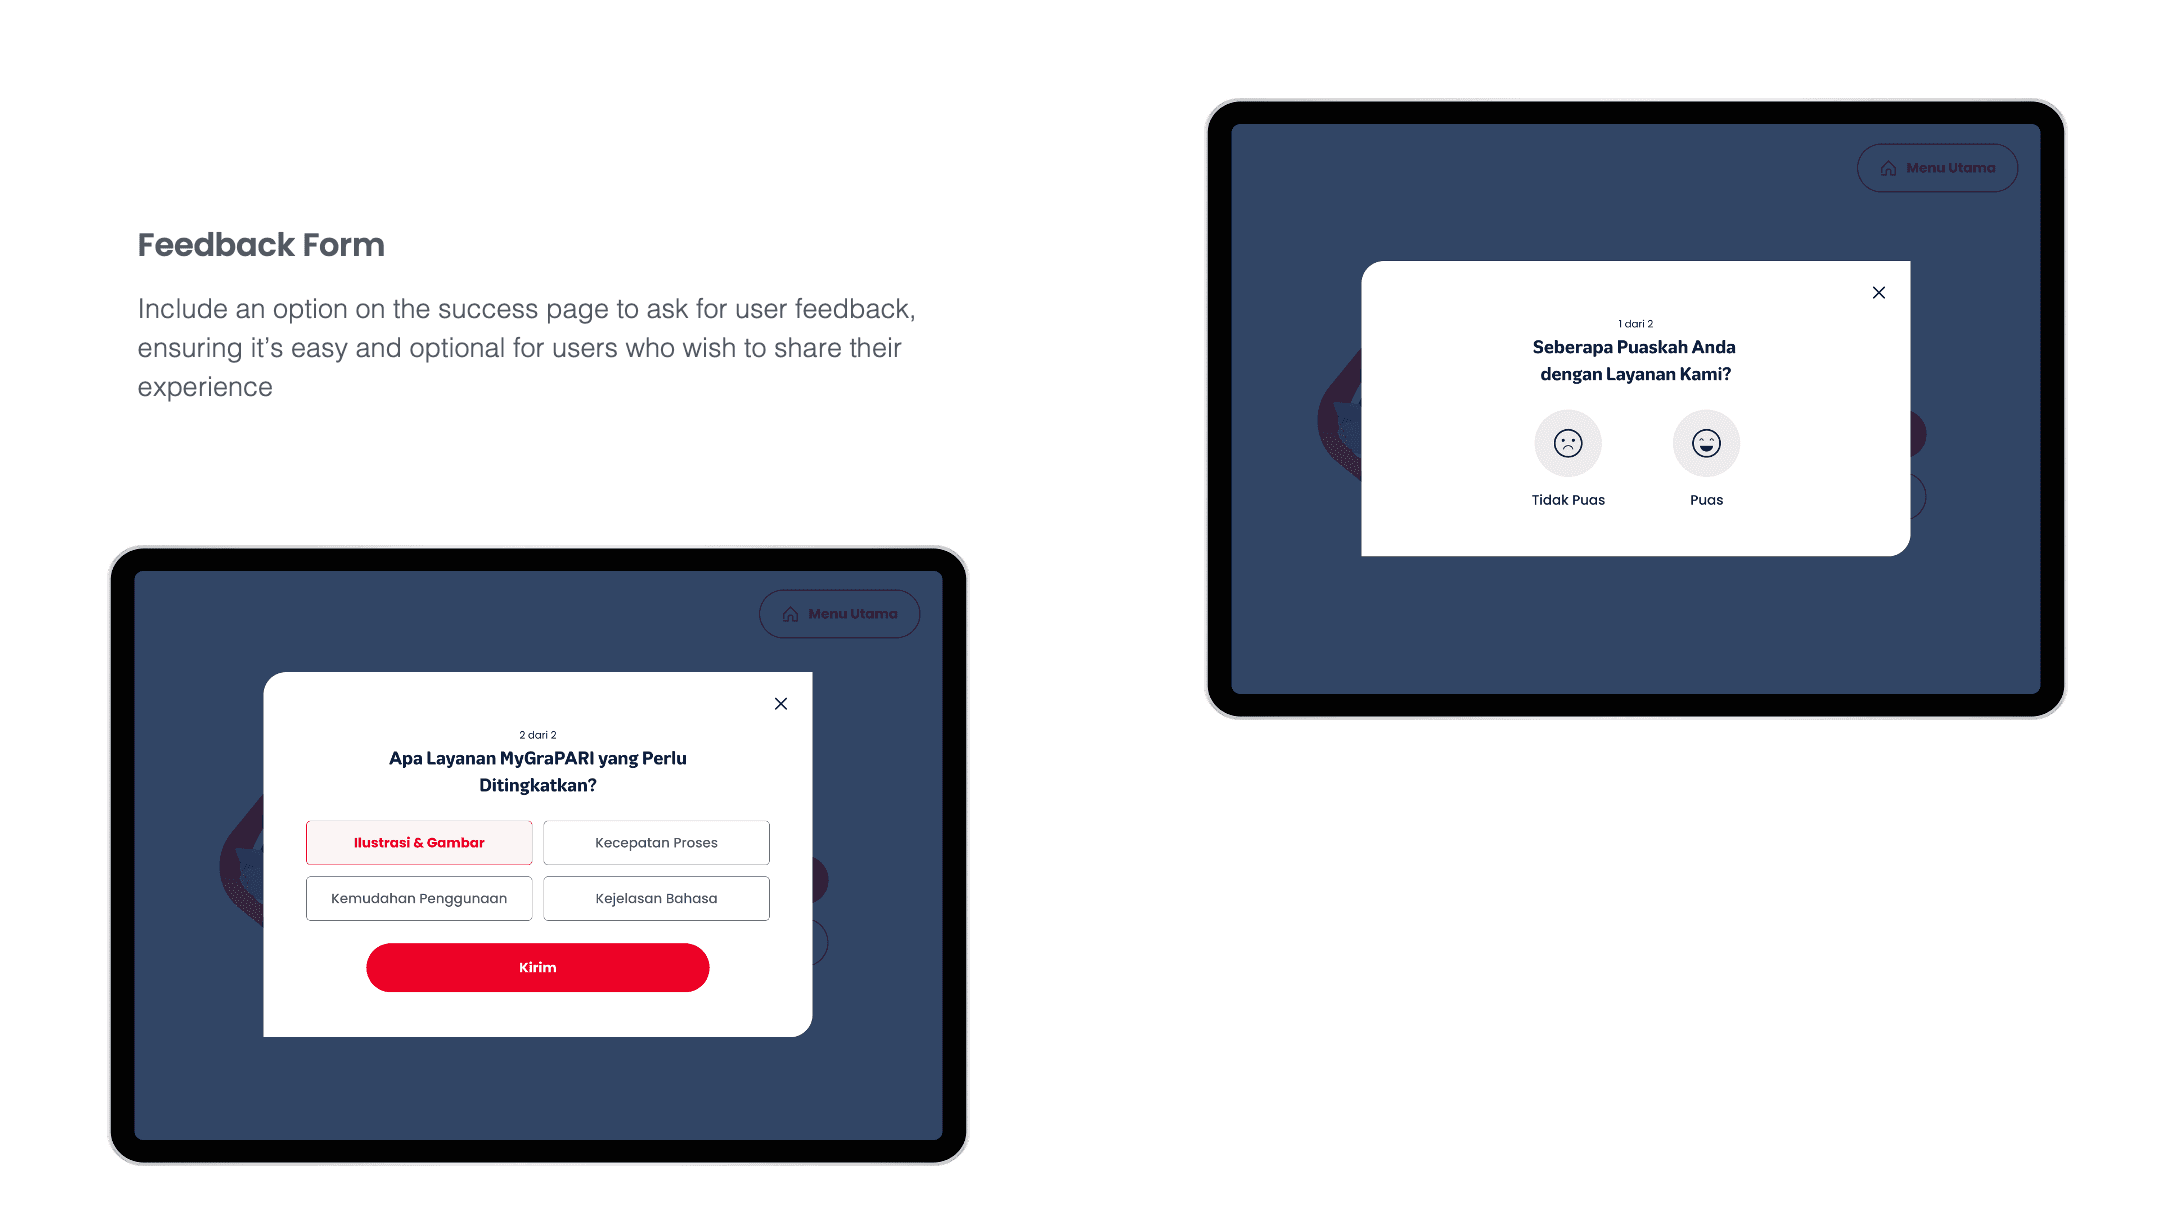 Feedback Form
Include an option on the success page to ask for user feedback,
ensuring it’s easy and optional for users who wish to share their
experience
Menu Utama
1 dari 2
Seberapa Puaskah Anda
dengan Layanan Kami?
Tidak Puas
Puas
Menu Utama
2 dari 2
Apa Layanan MyGraPARI yang Perlu
Ditingkatkan?
Ilustrasi & Gambar
Kecepatan Proses
Kemudahan Penggunaan
Kejelasan Bahasa
Kirim